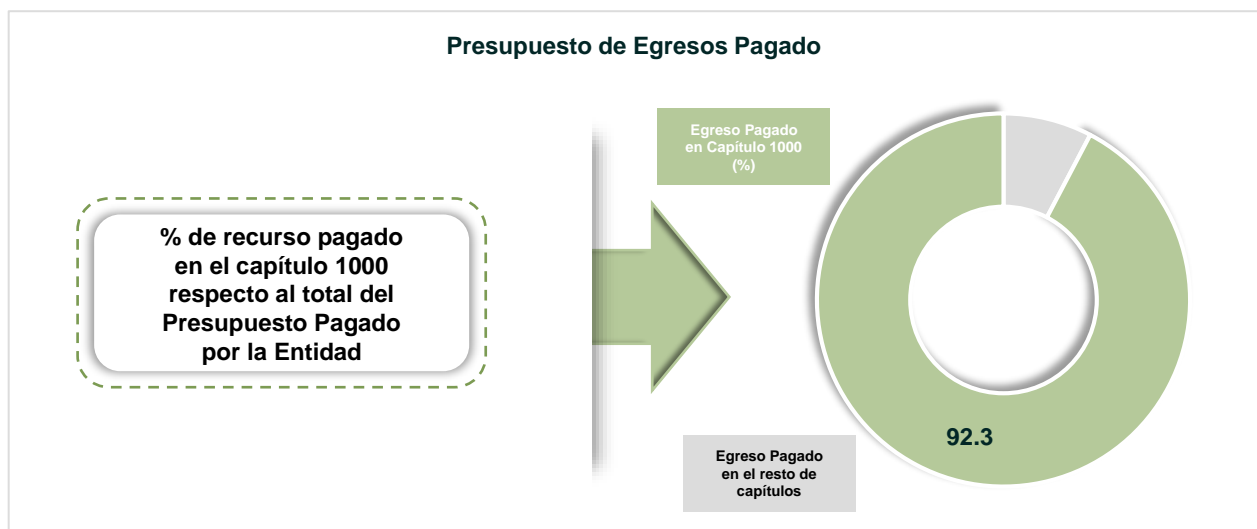 Presupuesto de Egresos Pagado
% de recurso pagado
en el capítulo 1000
respecto al total del
Presupuesto Pagado
por la Entidad
Egreso Pagado
en Capítulo 1000
(%)
92.3
Egreso Pagado
en el resto de
capítulos